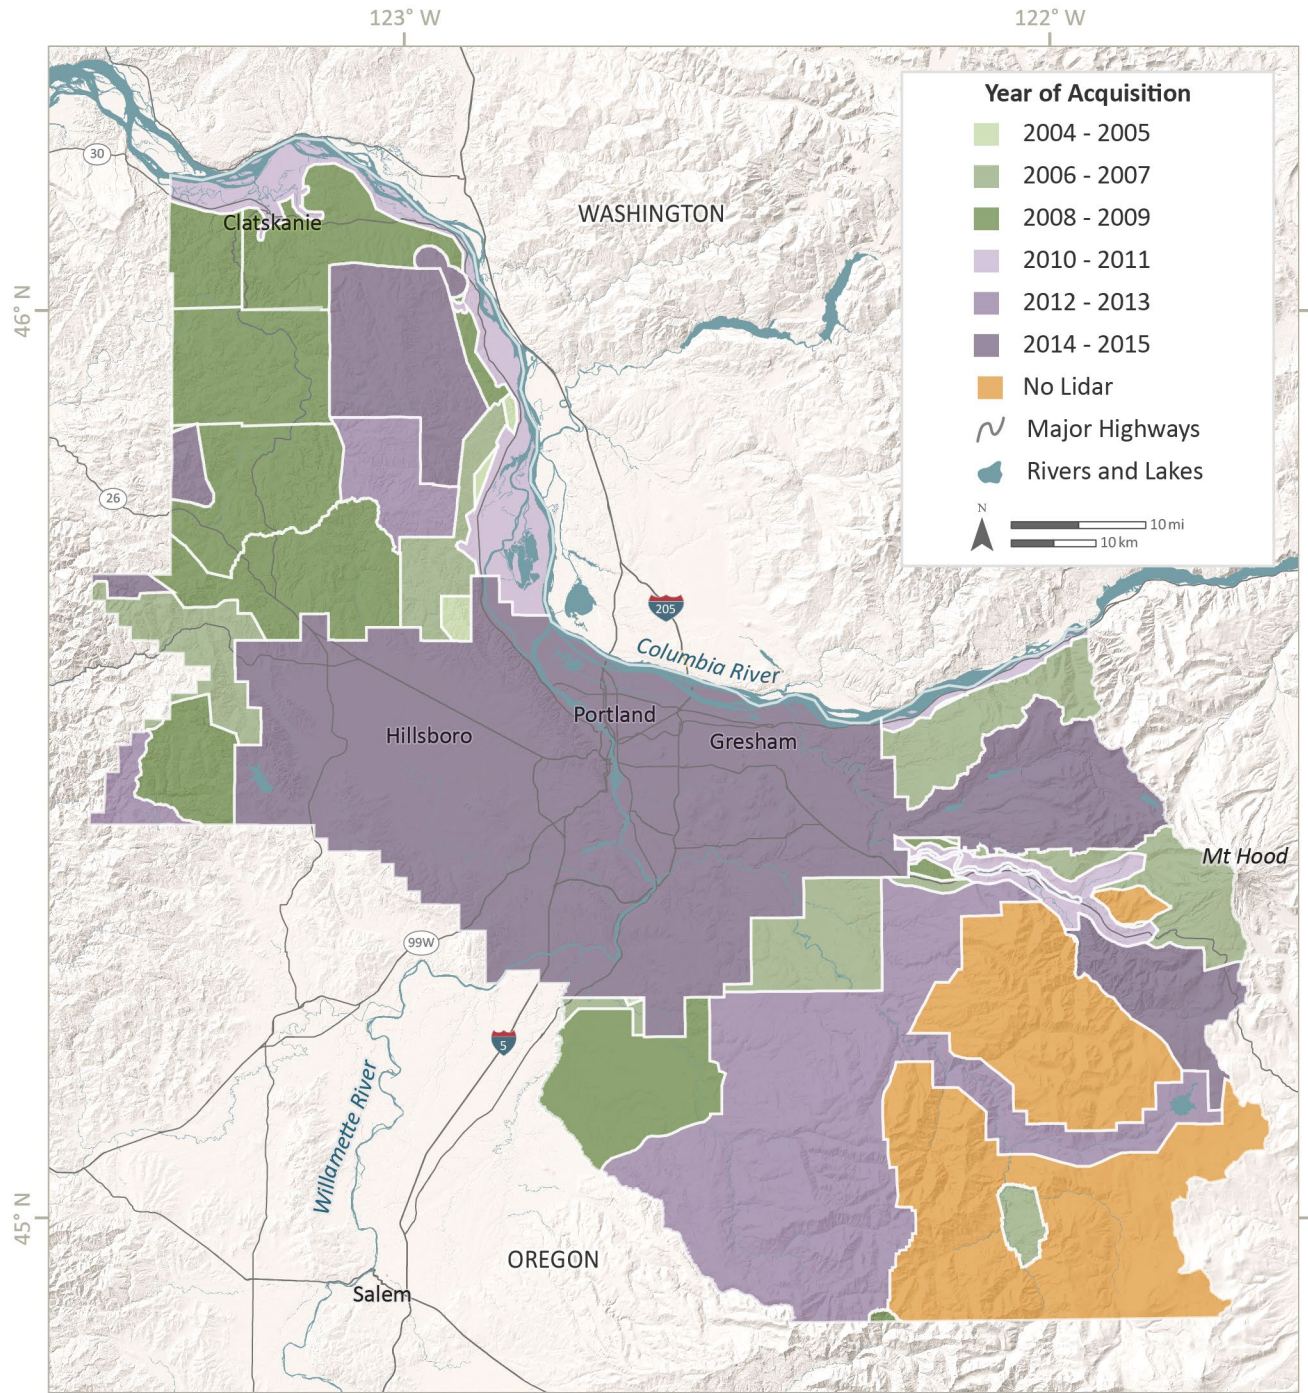 123° W
122° W
Year of Acquisition
2004 - 2005
2006 - 2007
2008 - 2009
2010 - 2011
2012 - 2013
2014 - 2015
No Lidar
Major Highways
Rivers and Lakes
N
10 mi
10 km
30
WASHINGTON
Clatskanie
46° N
26
205
Columbia River
Portland
Hillsboro
Gresham
Mt Hood
99W
5
Willamette River
45° N
OREGON
Salem